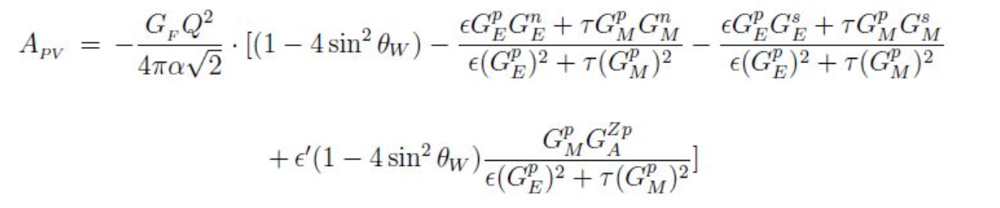 $A_{PV} = -\frac{G_F Q^2}{4\pi\alpha\sqrt{2}} \cdot [(1 - 4\sin^2\theta_W) - \frac{\epsilon G_E^p G_E^n + \tau G_M^p G_M^n}{\epsilon (G_E^p)^2 + \tau (G_M^p)^2} - \frac{\epsilon G_E^p G_E^s + \tau G_M^p G_M^s}{\epsilon (G_E^p)^2 + \tau (G_M^p)^2}$
$+ \epsilon' (1 - 4\sin^2\theta_W) \frac{G_M^p G_A^{Zp}}{\epsilon (G_E^p)^2 + \tau (G_M^p)^2}]$